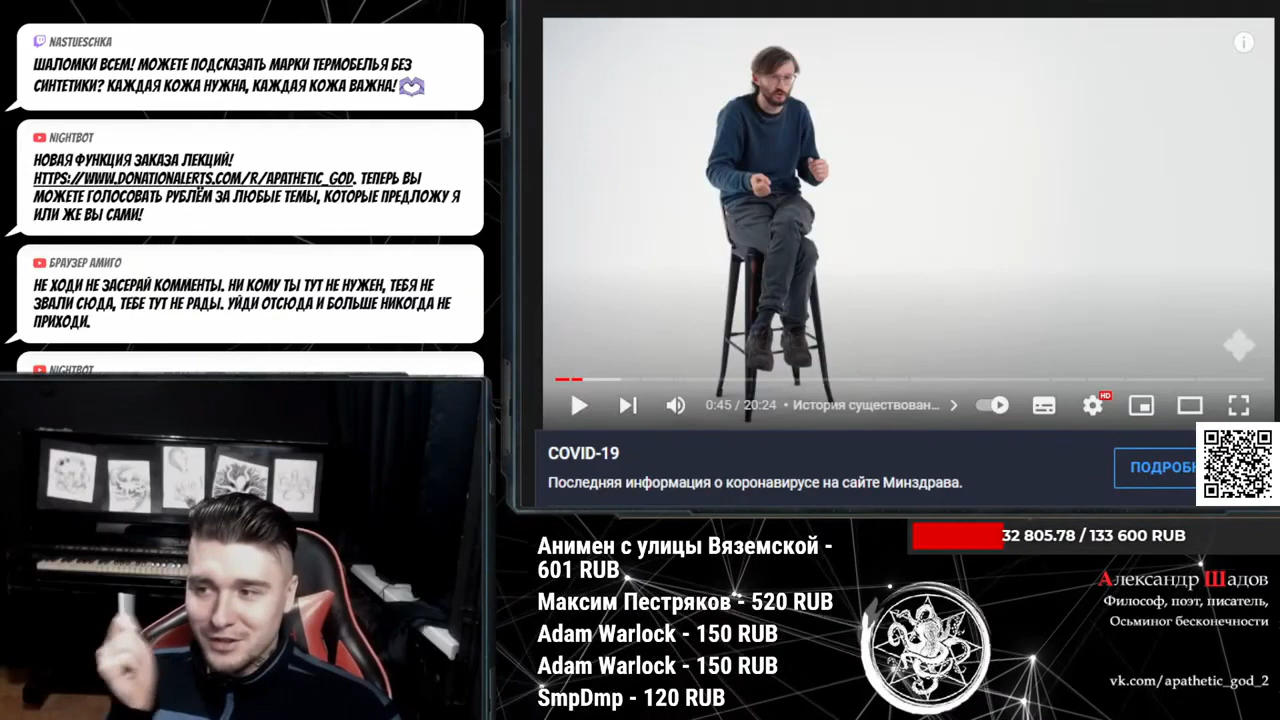 NASTUESCHKA
ШАЛОМКИ ВСЕМ! МОЖЕТЕ ПОДСКАЗАТЬ МАРКИ ТЕРМОБЕЛЬЯ БЕЗ
СИНТЕТИКИ? КАЖДАЯ КОЖА НУЖНА, КАЖДАЯ КОЖА ВАЖНА!
NIGHTBOT
НОВАЯ ФУНКЦИЯ ЗАКАЗА ЛЕКЦИЙ!
HTTPS://WWW.DONATIONALERTS.COM/R/APATHETIC_GOD. ТЕПЕРЬ ВЫ
МОЖЕТЕ ГОЛОСОВАТЬ РУБЛЁМ ЗА ЛЮБЫЕ ТЕМЫ, КОТОРЫЕ ПРЕДЛОЖУ Я
ИЛИ ЖЕ ВЫ САМИ!
БРАУЗЕР АМИГО
НЕ ХОДИ НЕ ЗАСЕРАЙ КОММЕНТЫ. НИ КОМУ ТЫ ТУТ НЕ НУЖЕН, ТЕБЯ НЕ
ЗВАЛИ СЮДА, ТЕБЕ ТУТ НЕ РАДЫ. УЙДИ ОТСЮДА И БОЛЬШЕ НИКОГДА НЕ
ПРИХОДИ.
NIGHTBOT
0:45 / 20:24 • История существован...
HD
COVID-19
Последняя информация о коронавирусе на сайте Минздрава.
ПОДРОБН
32 805.78 / 133 600 RUB
Анимен с улицы Вяземской -
601 RUB
Максим Пестряков - 520 RUB
Adam Warlock - 150 RUB
Adam Warlock - 150 RUB
SmpDmp - 120 RUB
Александр Шадов
Философ, поэт, писатель,
Осьминог бесконечности
vk.com/apathetic_god_2